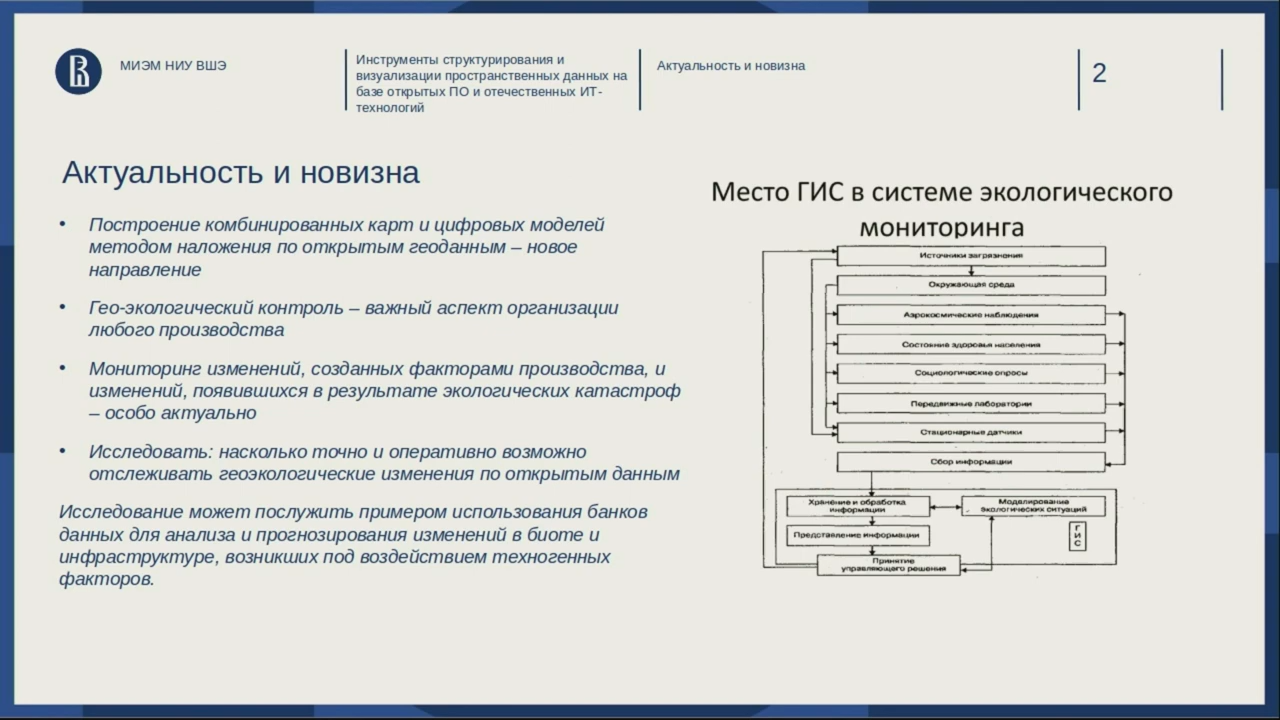 МИЭМ НИУ ВШЭ
Инструменты структурирования и
визуализации пространственных данных на
базе открытых ПО и отечественных ИТ-
технологий
Актуальность и новизна
2
Актуальность и новизна
• Построение комбинированных карт и цифровых моделей
методом наложения по открытым геоданным – новое
направление
• Гео-экологический контроль – важный аспект организации
любого производства
• Мониторинг изменений, созданных факторами производства, и
изменений, появившихся в результате экологических катастроф
– особо актуально
• Исследовать: насколько точно и оперативно возможно
отслеживать геоэкологические изменения по открытым данным
Исследование может послужить примером использования банков
данных для анализа и прогнозирования изменений в биоте и
инфраструктуре, возникших под воздействием техногенных
факторов.
Место ГИС в системе экологического
мониторинга
Источники загрязнения
Окружающая среда
Аэрокосмические наблюдения
Состояние здоровья населения
Социологические опросы
Передвижные лаборатории
Стационарные датчики
Сбор информации
Хранение и обработка
информации
Моделирование
экологических ситуаций
Представление информации
ГИС
Принятие
управляющего решения